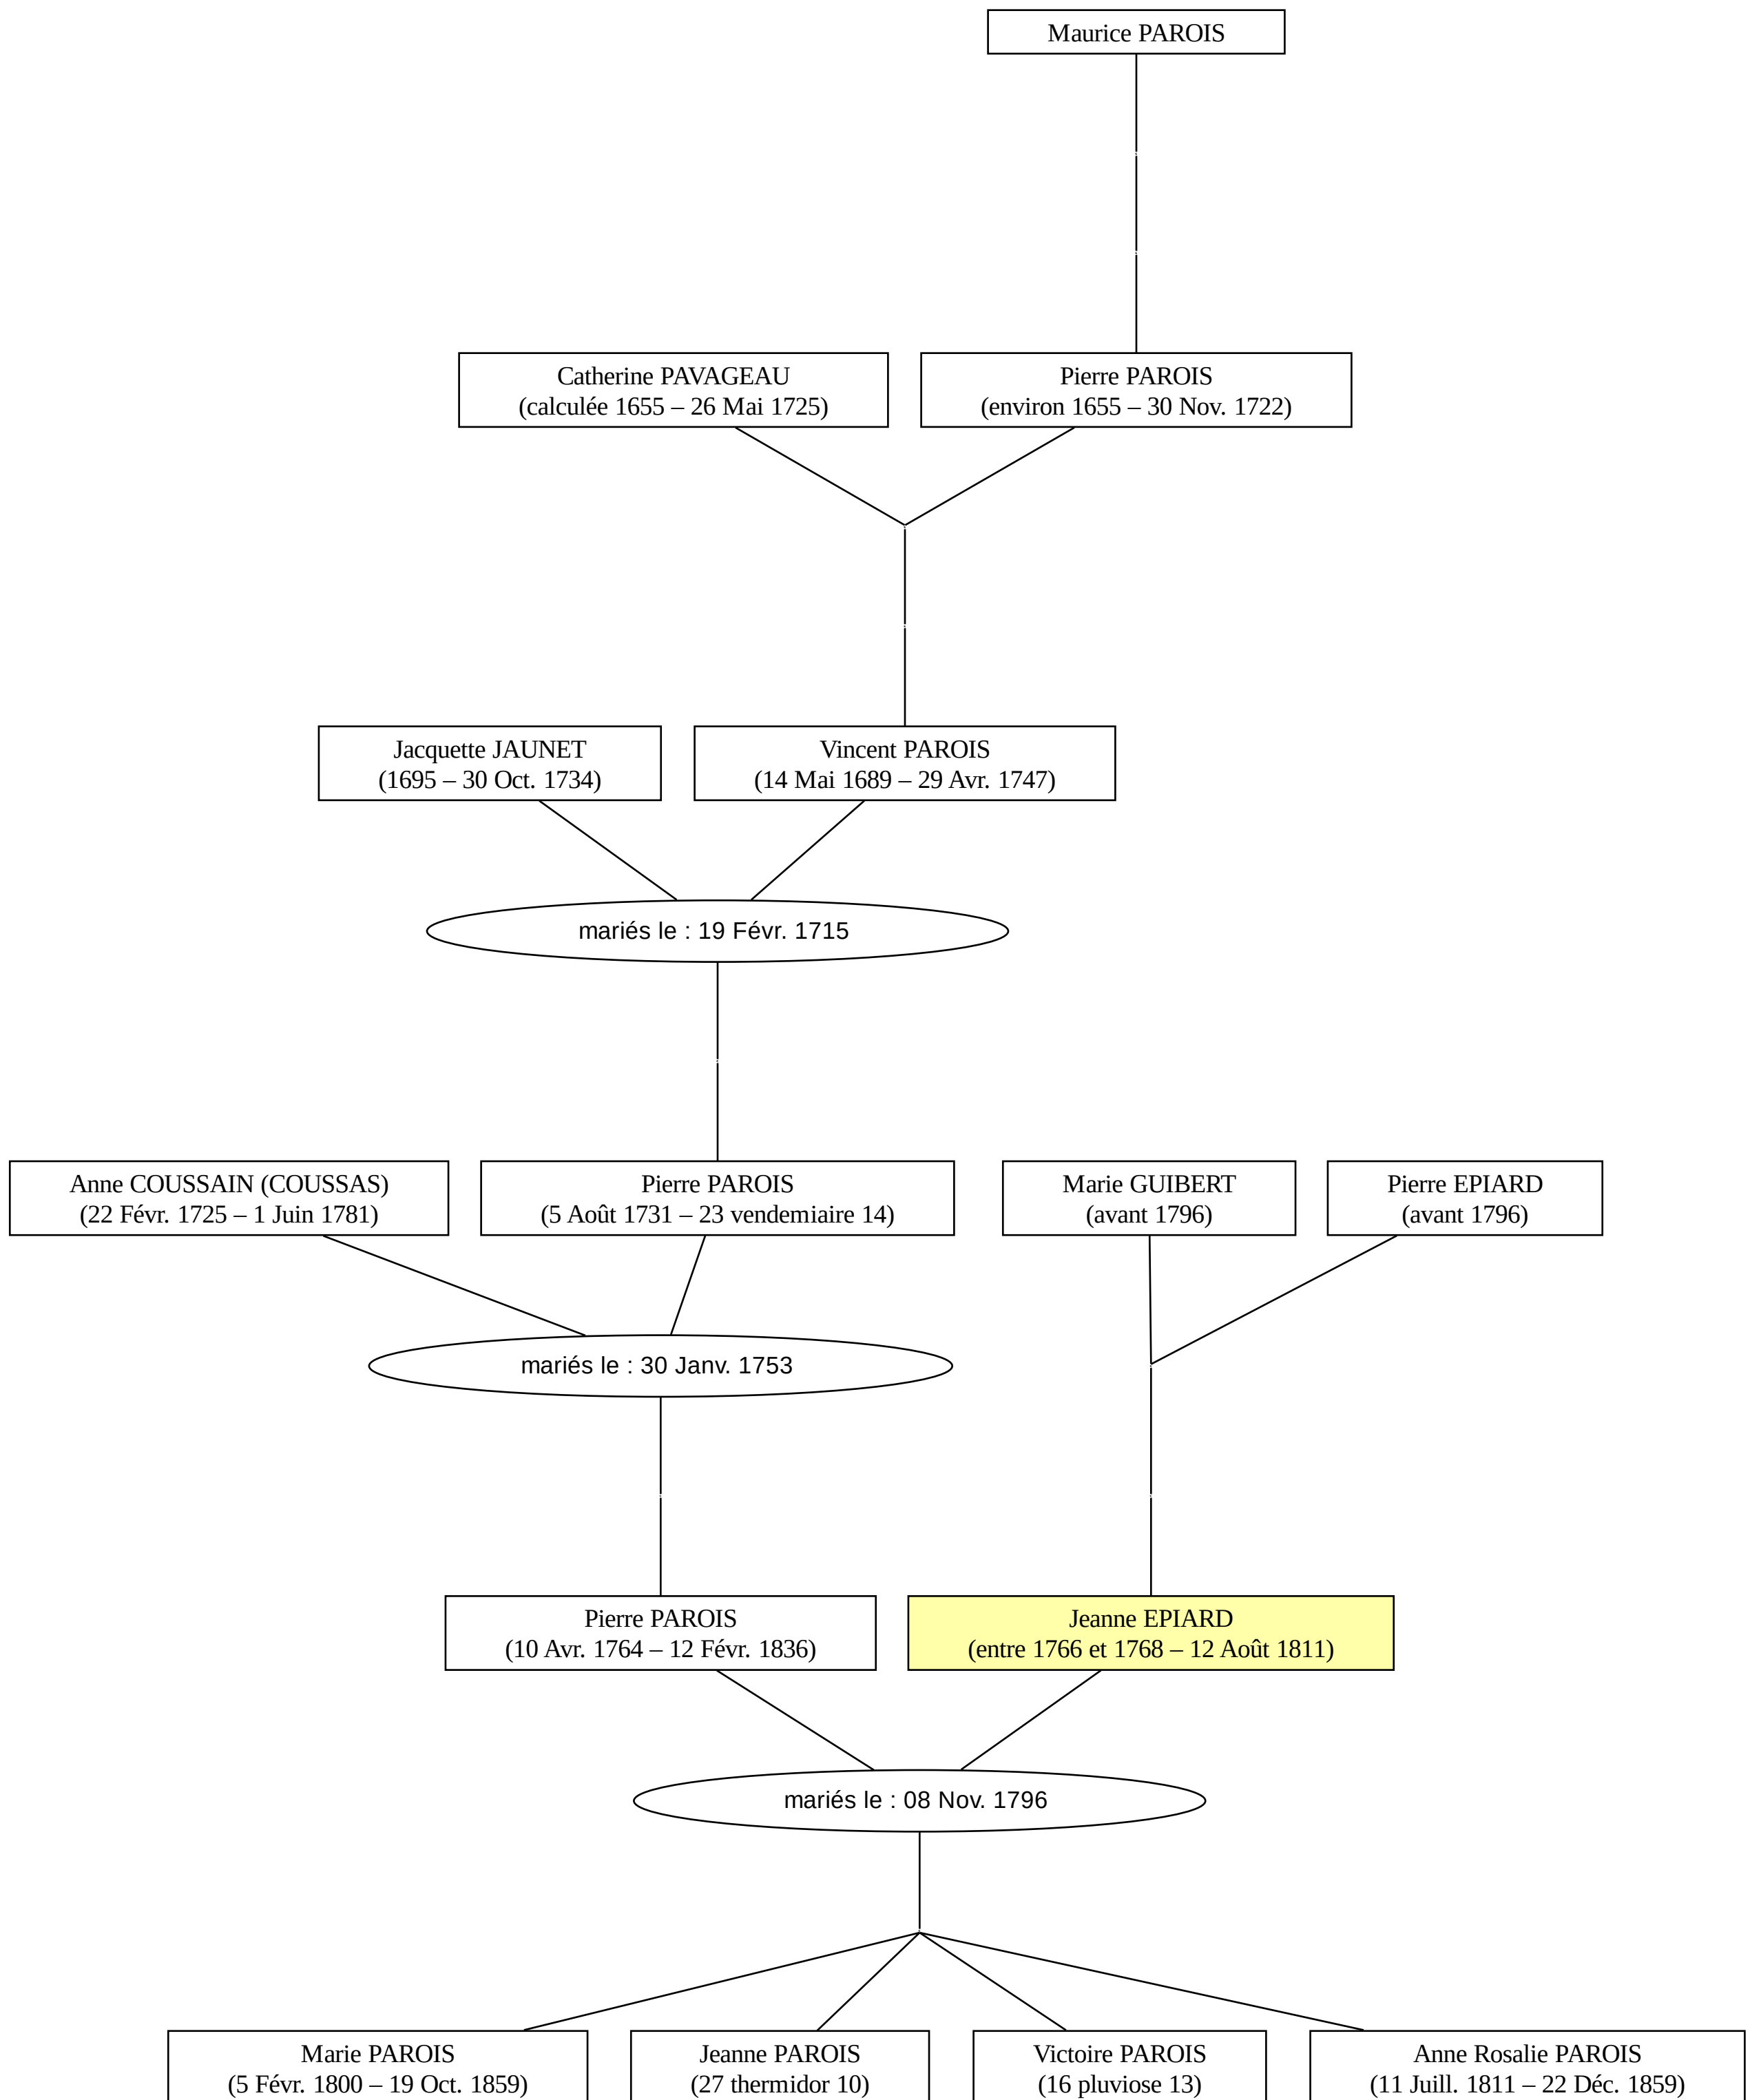 Maurice PAROIS
Catherine PAVAGEAU
(calculée 1655 – 26 Mai 1725)
Pierre PAROIS
(environ 1655 – 30 Nov. 1722)
Jacquette JAUNET
(1695 – 30 Oct. 1734)
Vincent PAROIS
(14 Mai 1689 – 29 Avr. 1747)
mariés le : 19 Févr. 1715
Anne COUSSAIN (COUSSAS)
(22 Févr. 1725 – 1 Juin 1781)
Pierre PAROIS
(5 Août 1731 – 23 vendemiaire 14)
Marie GUIBERT
(avant 1796)
Pierre EPIARD
(avant 1796)
mariés le : 30 Janv. 1753
Pierre PAROIS
(10 Avr. 1764 – 12 Févr. 1836)
Jeanne EPIARD
(entre 1766 et 1768 – 12 Août 1811)
mariés le : 08 Nov. 1796
Marie PAROIS
(5 Févr. 1800 – 19 Oct. 1859)
Jeanne PAROIS
(27 thermidor 10)
Victoire PAROIS
(16 pluviose 13)
Anne Rosalie PAROIS
(11 Juill. 1811 – 22 Déc. 1859)